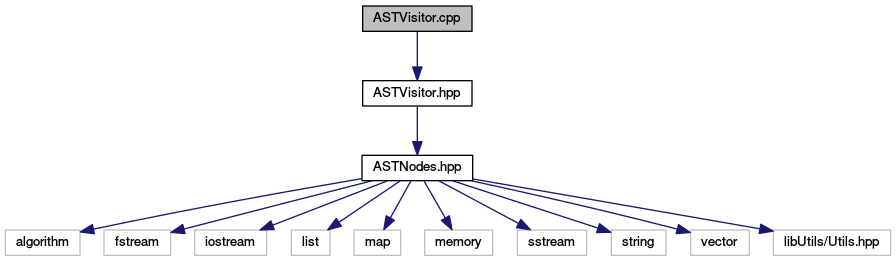 ASTVisitor.cpp
ASTVisitor.hpp
ASTNodes.hpp
algorithm
fstream
iostream
list
map
memory
sstream
string
vector
libUtils/Utils.hpp